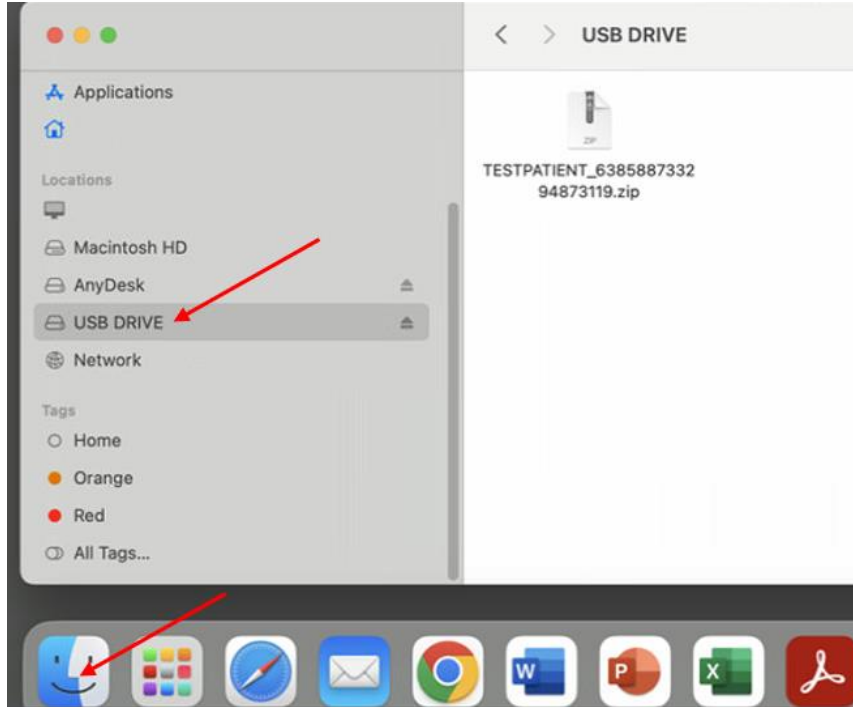 USB DRIVE
Applications
Locations
Macintosh HD
AnyDesk
USB DRIVE
Network
Tags
Home
Orange
Red
All Tags...
ZIP
TESTPATIENT_6385887332
94873119.zip
W
P
X